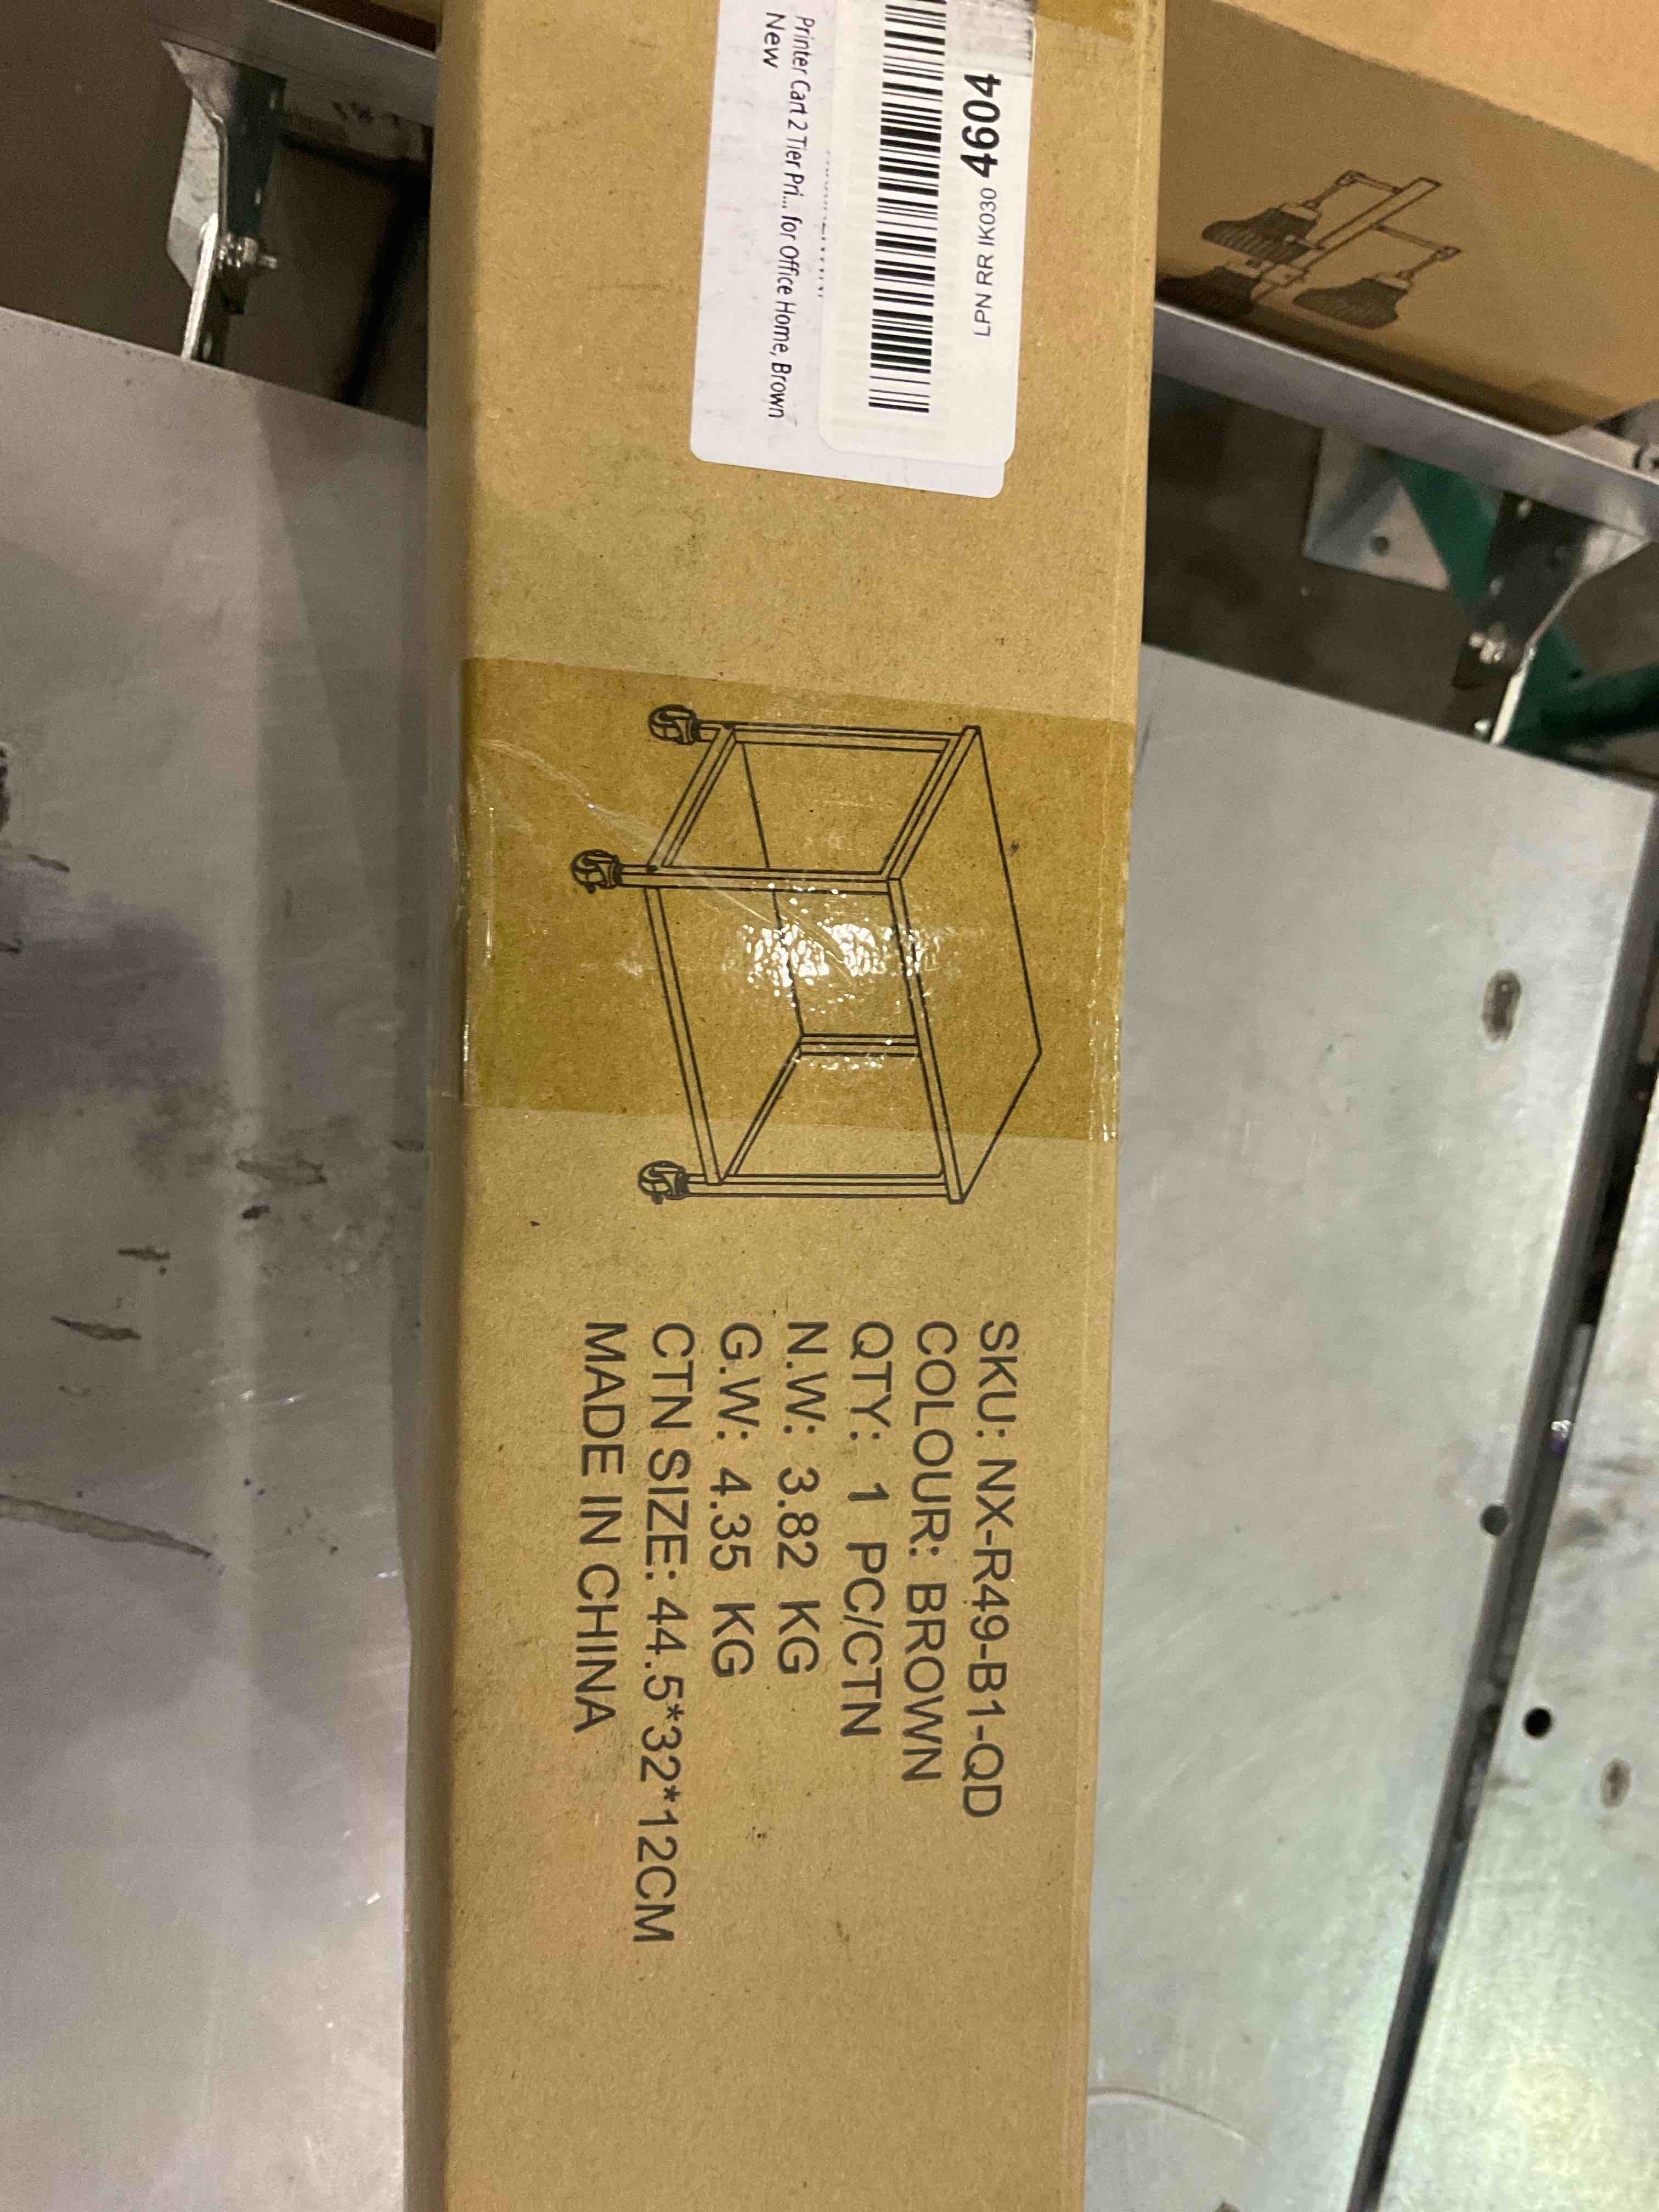 Printer Cart 2 Tier Pri... for Office Home, Brown
New
LPN RR IK030 4604
SKU: NX-R49-B1-QD
COLOUR: BROWN
QTY: 1 PC/CTN
N.W: 3.82 KG
G.W: 4.35 KG
CTN SIZE: 44.5*32*12CM
MADE IN CHINA